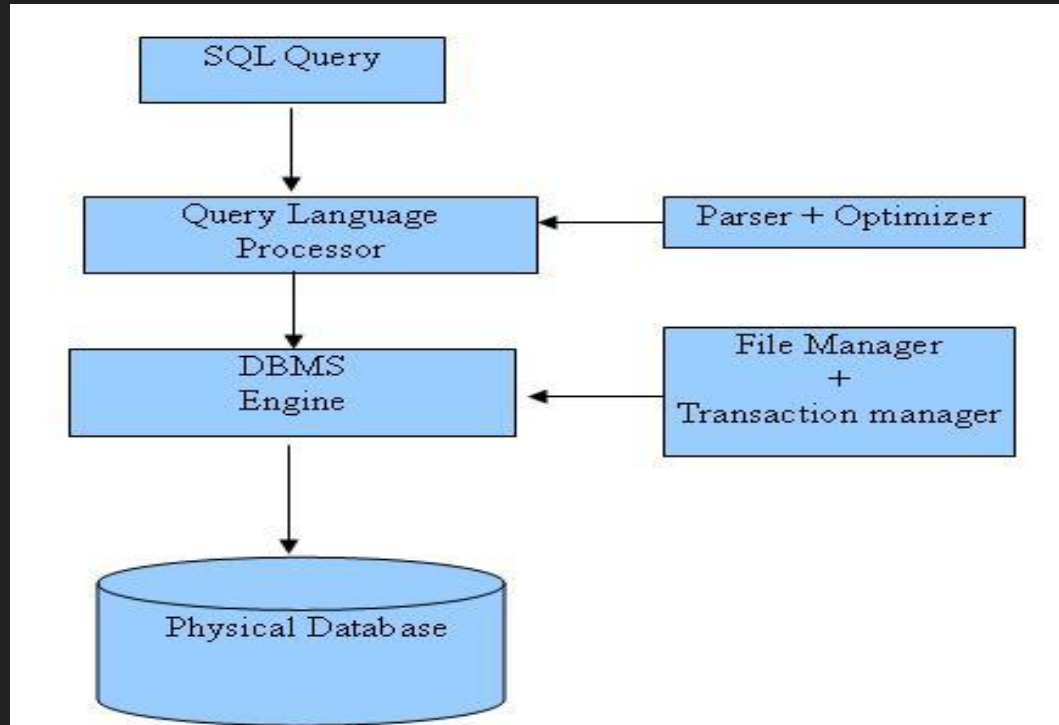 SQL Query
Query Language
Processor
Parser + Optimizer
DBMS
Engine
File Manager
+
Transaction manager
Physical Database